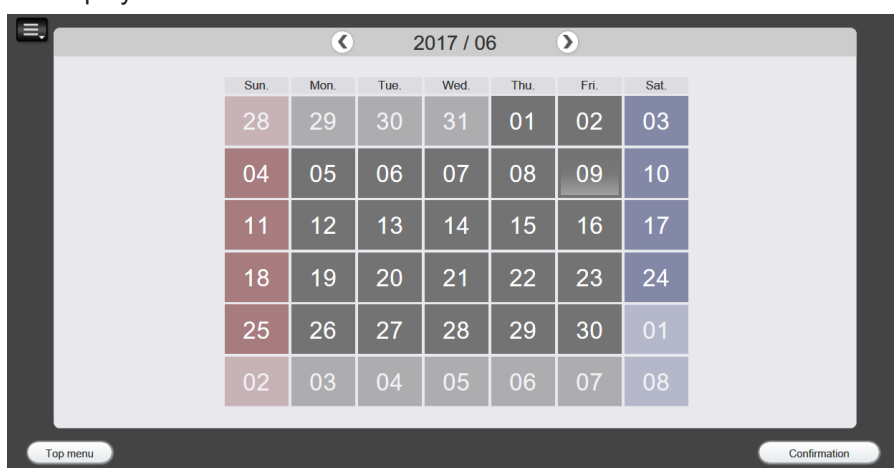 2017 / 06
Sun. Mon. Tue. Wed. Thu. Fri. Sat.
28 29 30 31 01 02 03
04 05 06 07 08 09 10
11 12 13 14 15 16 17
18 19 20 21 22 23 24
25 26 27 28 29 30 01
02 03 04 05 06 07 08
Top menu Confirmation